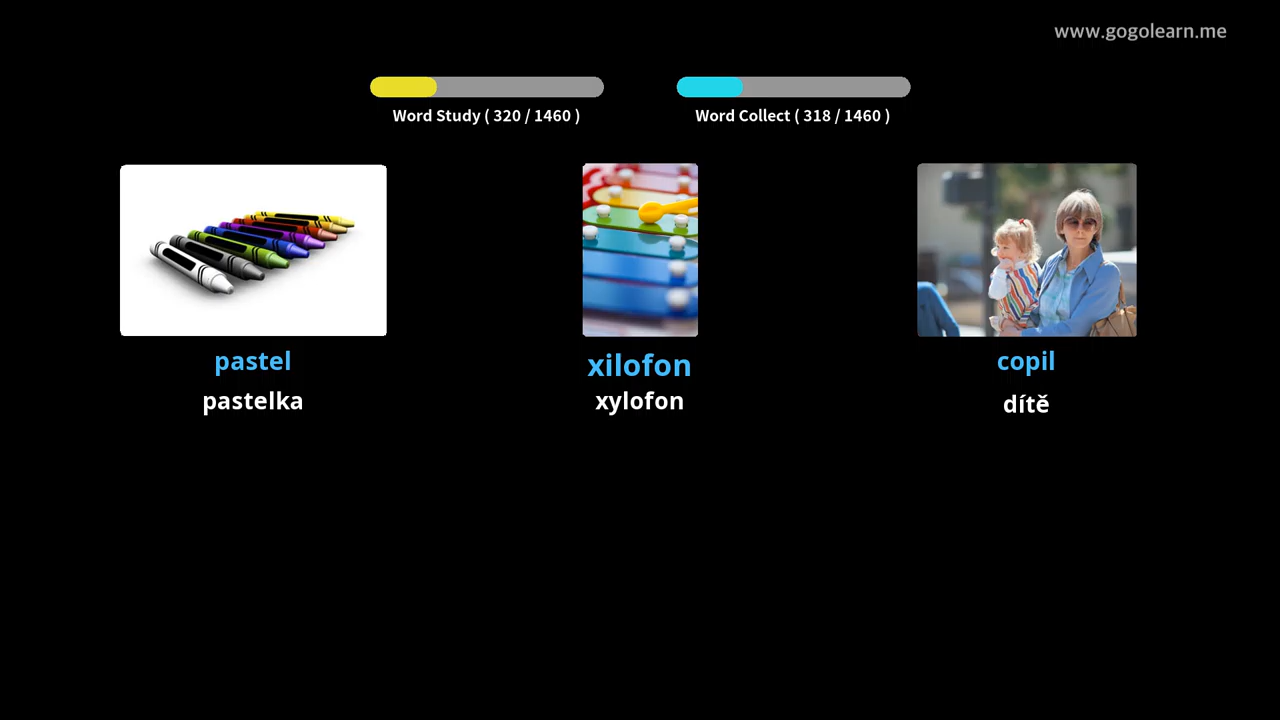 www.gogolearn.me
Word Study ( 320 / 1460 )
Word Collect ( 318 / 1460 )
pastel
xilofon
copil
pastelka
xylofon
dítě